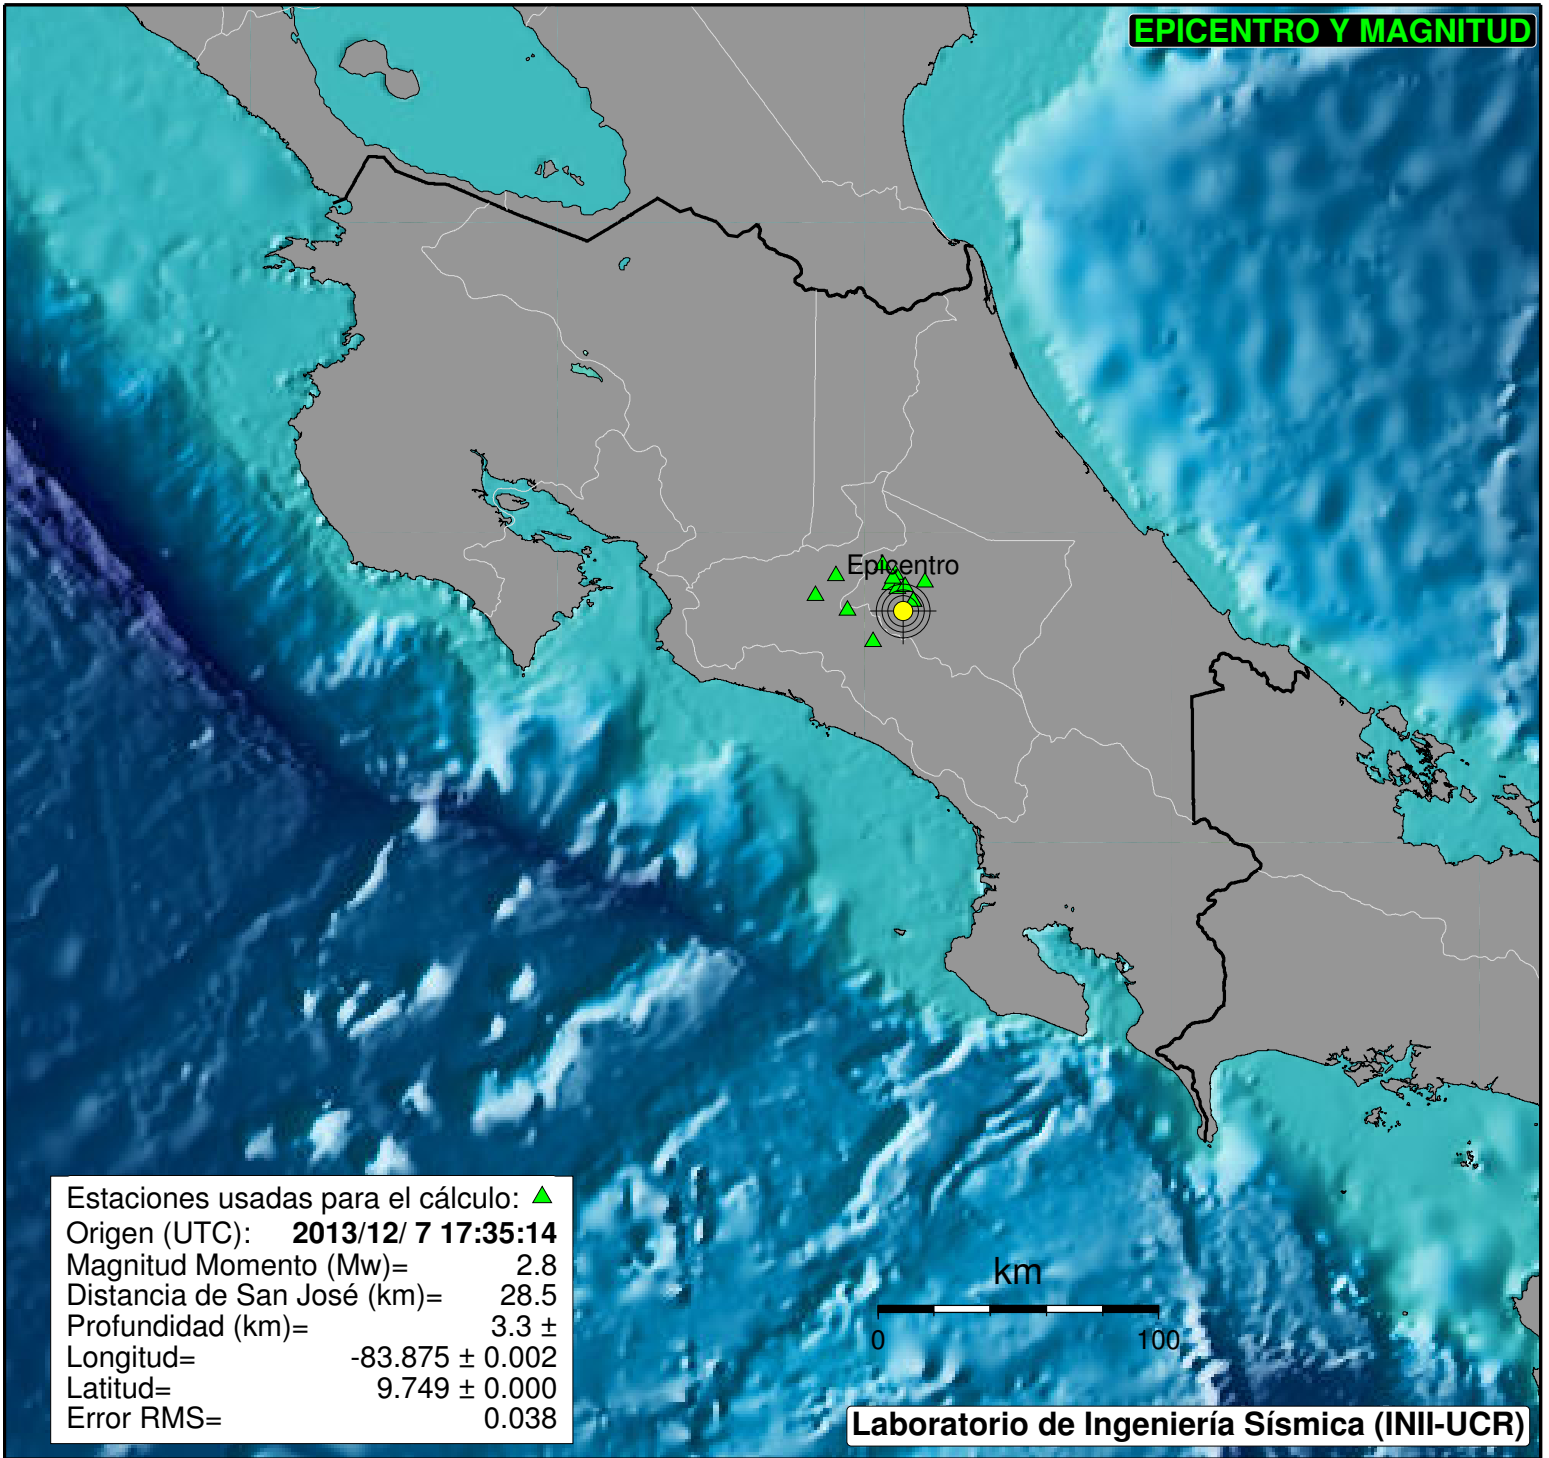 EPICENTRO Y MAGNITUD
Epicentro
Estaciones usadas para el cálculo:
Origen (UTC): 2013/12/ 7 17:35:14
Magnitud Momento (Mw)= 2.8
Distancia de San José (km)= 28.5
Profundidad (km)= 3.3 ±
Longitud= -83.875 ± 0.002
Latitud= 9.749 ± 0.000
Error RMS= 0.038
km
0 100
Laboratorio de Ingeniería Sísmica (INII-UCR)